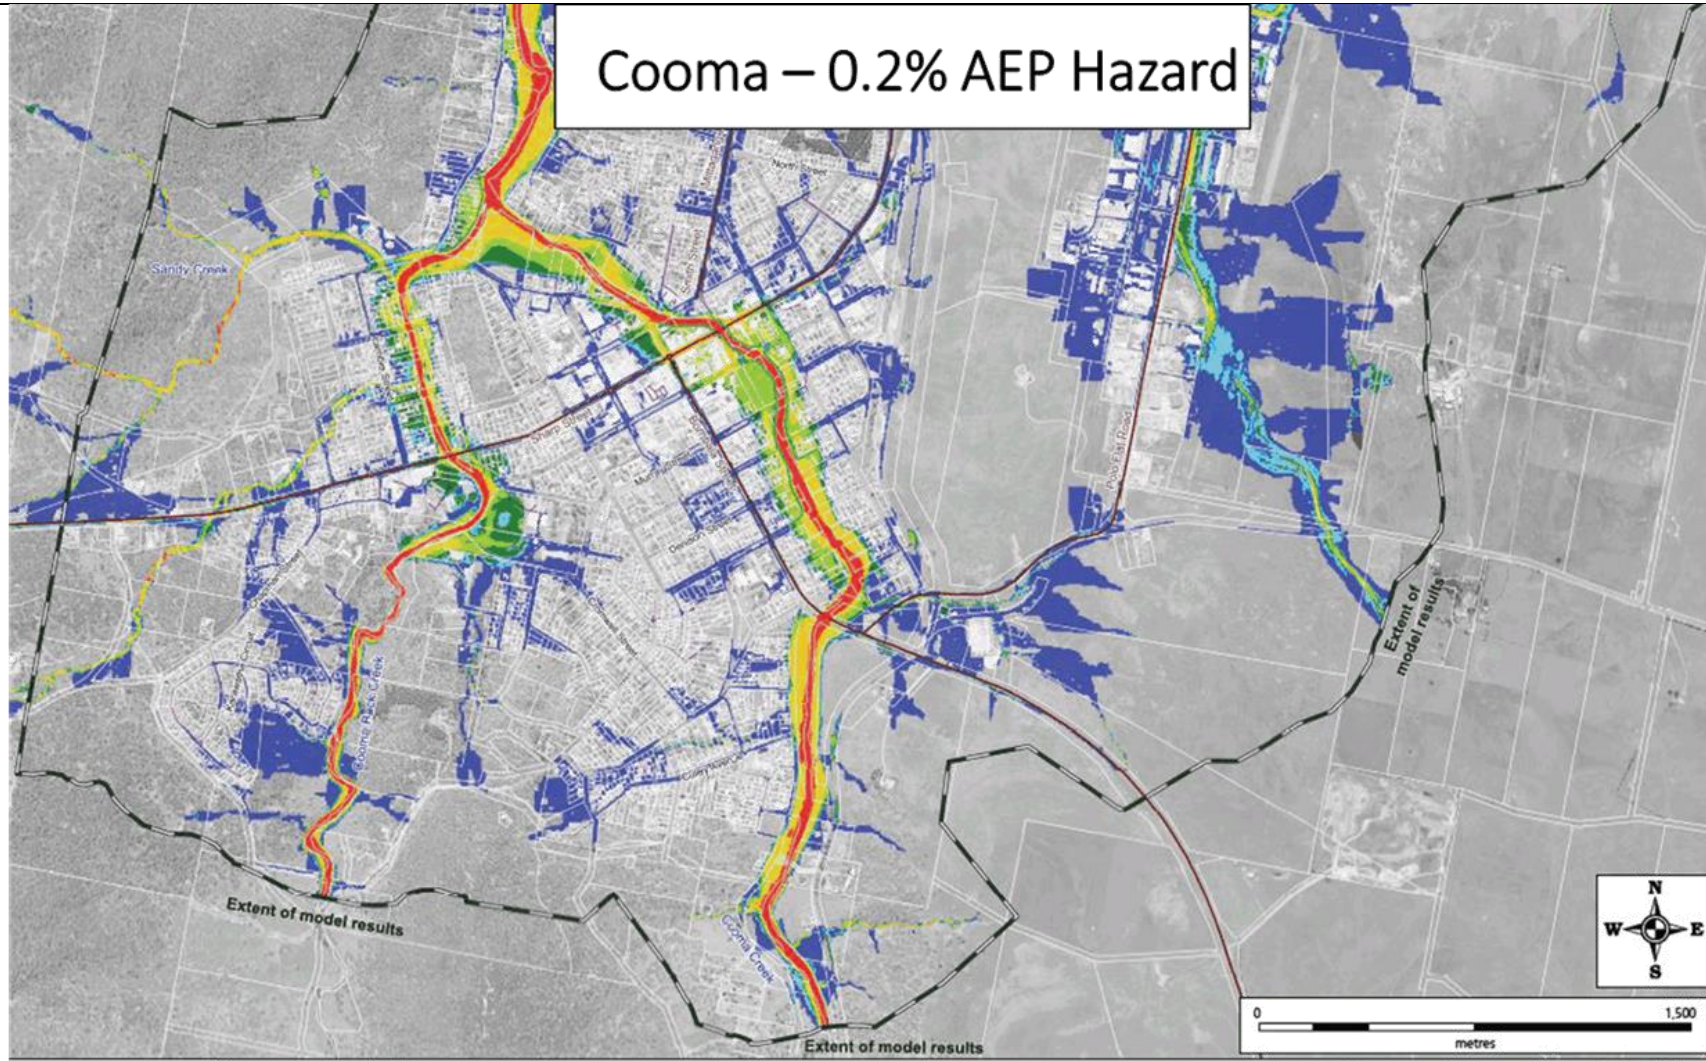 Cooma – 0.2% AEP Hazard
North Street
Sandy Creek
Sharp Street
Polo Flat Road
Cooma Back Creek
Extent of
model results
Extent of model results
Cooma Creek
Extent of model results
N
W E
S
0 1,500
metres